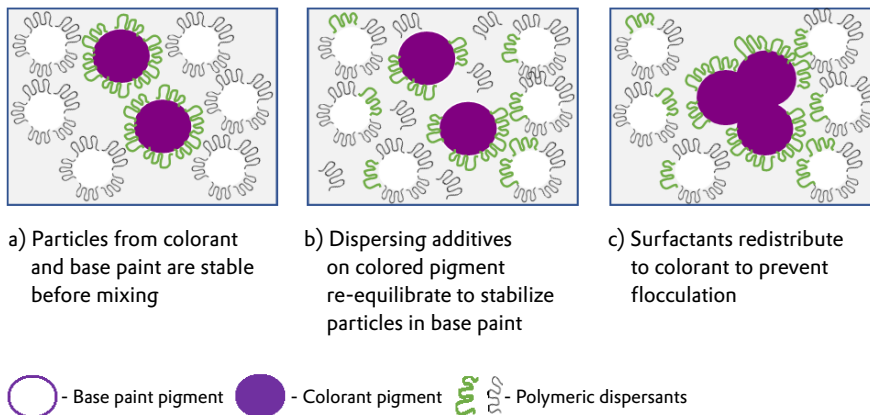 a) Particles from colorant
and base paint are stable
before mixing
b) Dispersing additives
on colored pigment
re-equilibrate to stabilize
particles in base paint
c) Surfactants redistribute
to colorant to prevent
flocculation
- Base paint pigment
- Colorant pigment
- Polymeric dispersants